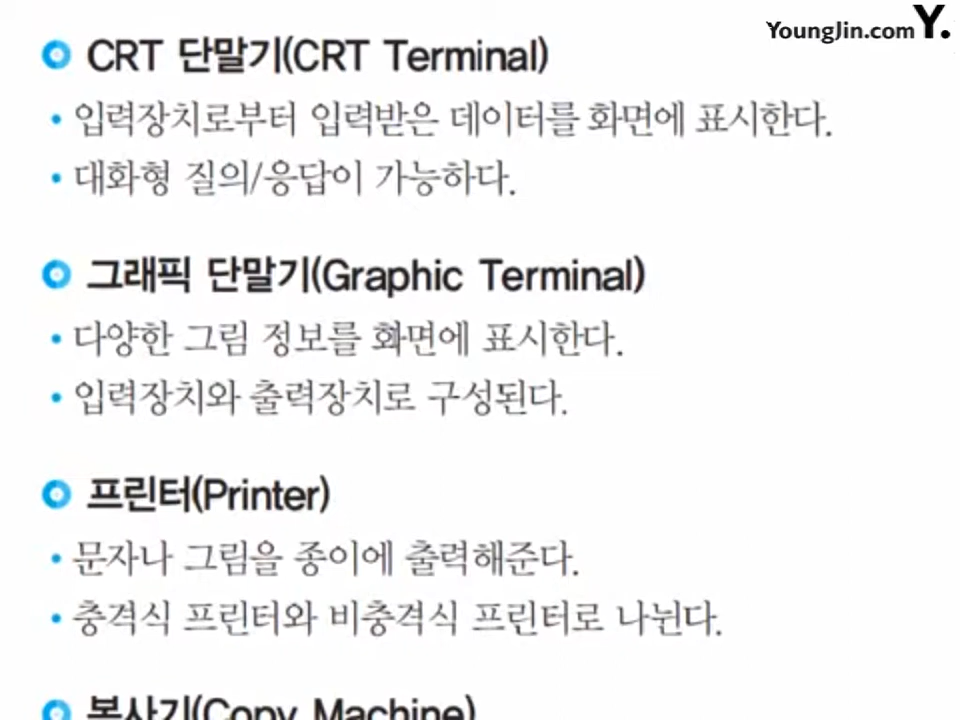 YoungJin.com Y.
CRT 단말기(CRT Terminal)
• 입력장치로부터 입력받은 데이터를 화면에 표시한다.
• 대화형 질의/응답이 가능하다.
그래픽 단말기(Graphic Terminal)
• 다양한 그림 정보를 화면에 표시한다.
• 입력장치와 출력장치로 구성된다.
프린터(Printer)
• 문자나 그림을 종이에 출력해준다.
• 충격식 프린터와 비충격식 프린터로 나뉜다.
복사기(Copy Machine)